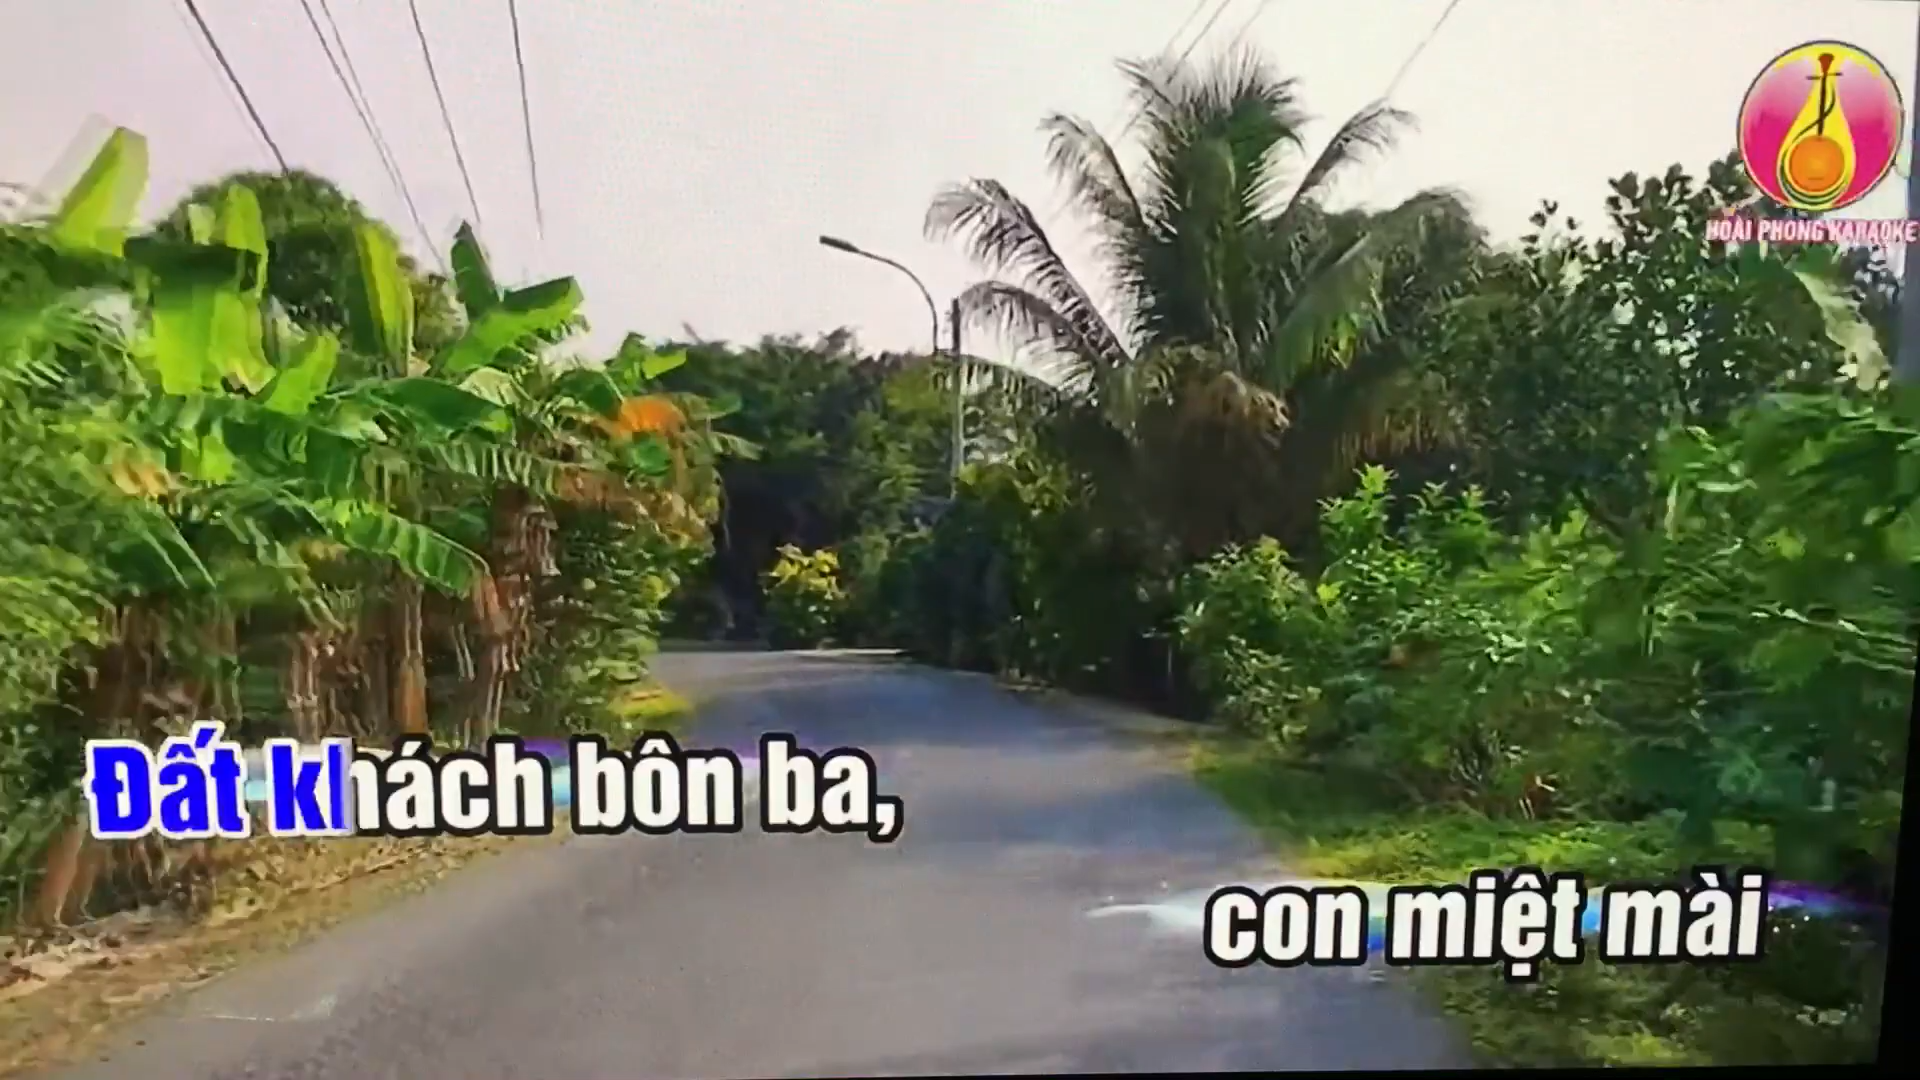 HOÀI PHONG KARAOKE
Đất khách bôn ba,
con miệt mài